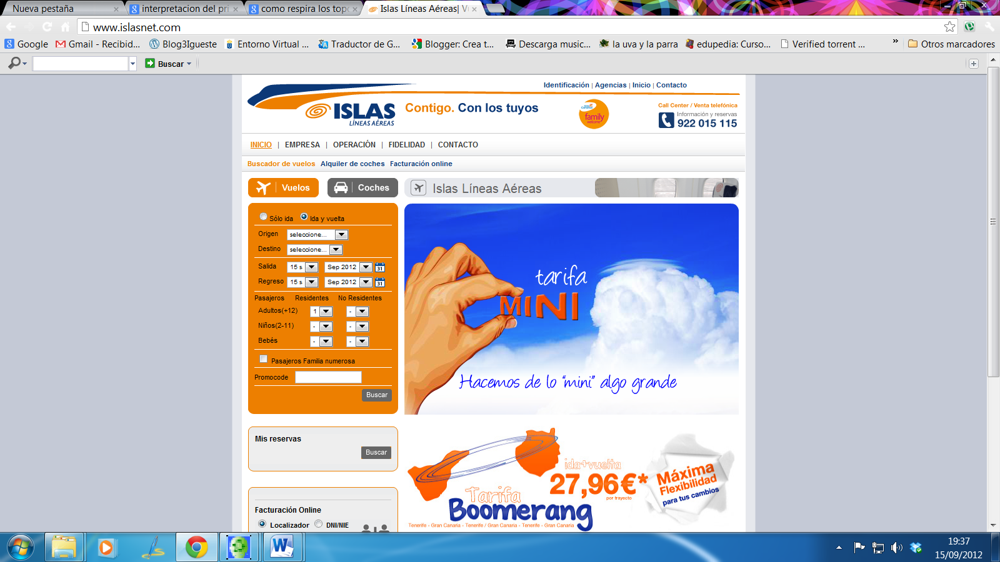 Nueva pestaña
interpretacion del pri
como respira los topo
Islas Líneas Aéreas| Vu
www.islasnet.com
Google
Gmail - Recibid...
Blog3Igueste
Entorno Virtual ...
Traductor de G...
Blogger: Crea t...
Descarga music...
la uva y la parra
edupedia: Curso...
Verified torrent ...
»
Otros marcadores
Buscar
Identificación | Agencias | Inicio | Contacto
ISLAS
LÍNEAS AÉREAS
Contigo. Con los tuyos
family
welcome
Call Center / Venta telefónica
Información y reservas
922 015 115
INICIO | EMPRESA | OPERACIÓN | FIDELIDAD | CONTACTO
Buscador de vuelos Alquiler de coches Facturación online
Vuelos
Coches
Islas Líneas Aéreas
Sólo ida Ida y vuelta
Origen seleccione...
Destino seleccione...
Salida 15 s Sep 2012 31
Regreso 15 s Sep 2012 31
Pasajeros Residentes No Residentes
Adultos(+12) 1 -
Niños(2-11) - -
Bebés - -
Pasajeros Familia numerosa
Promocode
Buscar
tarifa
MINI
Hacemos de lo “mini” algo grande
Mis reservas
Buscar
Facturación Online
Localizador DNI/NIE
ida+vuelta
27,96€*
por trayecto
Tarifa
Boomerang
Tenerife - Gran Canaria - Tenerife / Gran Canaria - Tenerife - Gran Canaria
Máxima
Flexibilidad
para tus cambios
19:37
15/09/2012